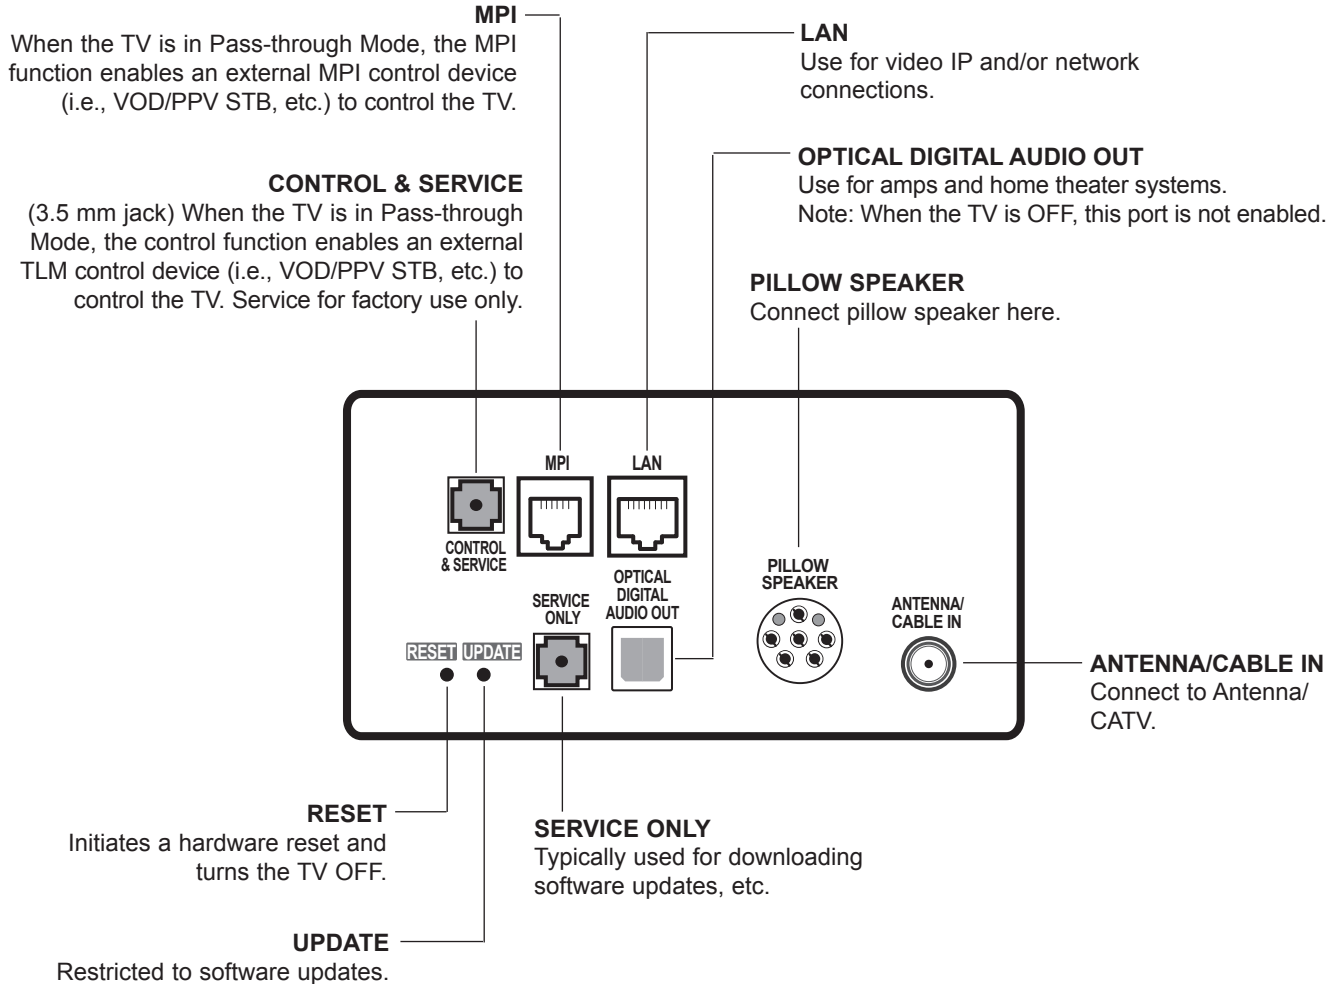 MPI
When the TV is in Pass-through Mode, the MPI
function enables an external MPI control device
(i.e., VOD/PPV STB, etc.) to control the TV.
LAN
Use for video IP and/or network
connections.
OPTICAL DIGITAL AUDIO OUT
Use for amps and home theater systems.
Note: When the TV is OFF, this port is not enabled.
CONTROL & SERVICE
(3.5 mm jack) When the TV is in Pass-through
Mode, the control function enables an external
TLM control device (i.e., VOD/PPV STB, etc.) to
control the TV. Service for factory use only.
PILLOW SPEAKER
Connect pillow speaker here.
MPI
LAN
CONTROL
& SERVICE
SERVICE
ONLY
OPTICAL
DIGITAL
AUDIO OUT
PILLOW
SPEAKER
ANTENNA/
CABLE IN
RESET
UPDATE
ANTENNA/CABLE IN
Connect to Antenna/
CATV.
RESET
Initiates a hardware reset and
turns the TV OFF.
SERVICE ONLY
Typically used for downloading
software updates, etc.
UPDATE
Restricted to software updates.